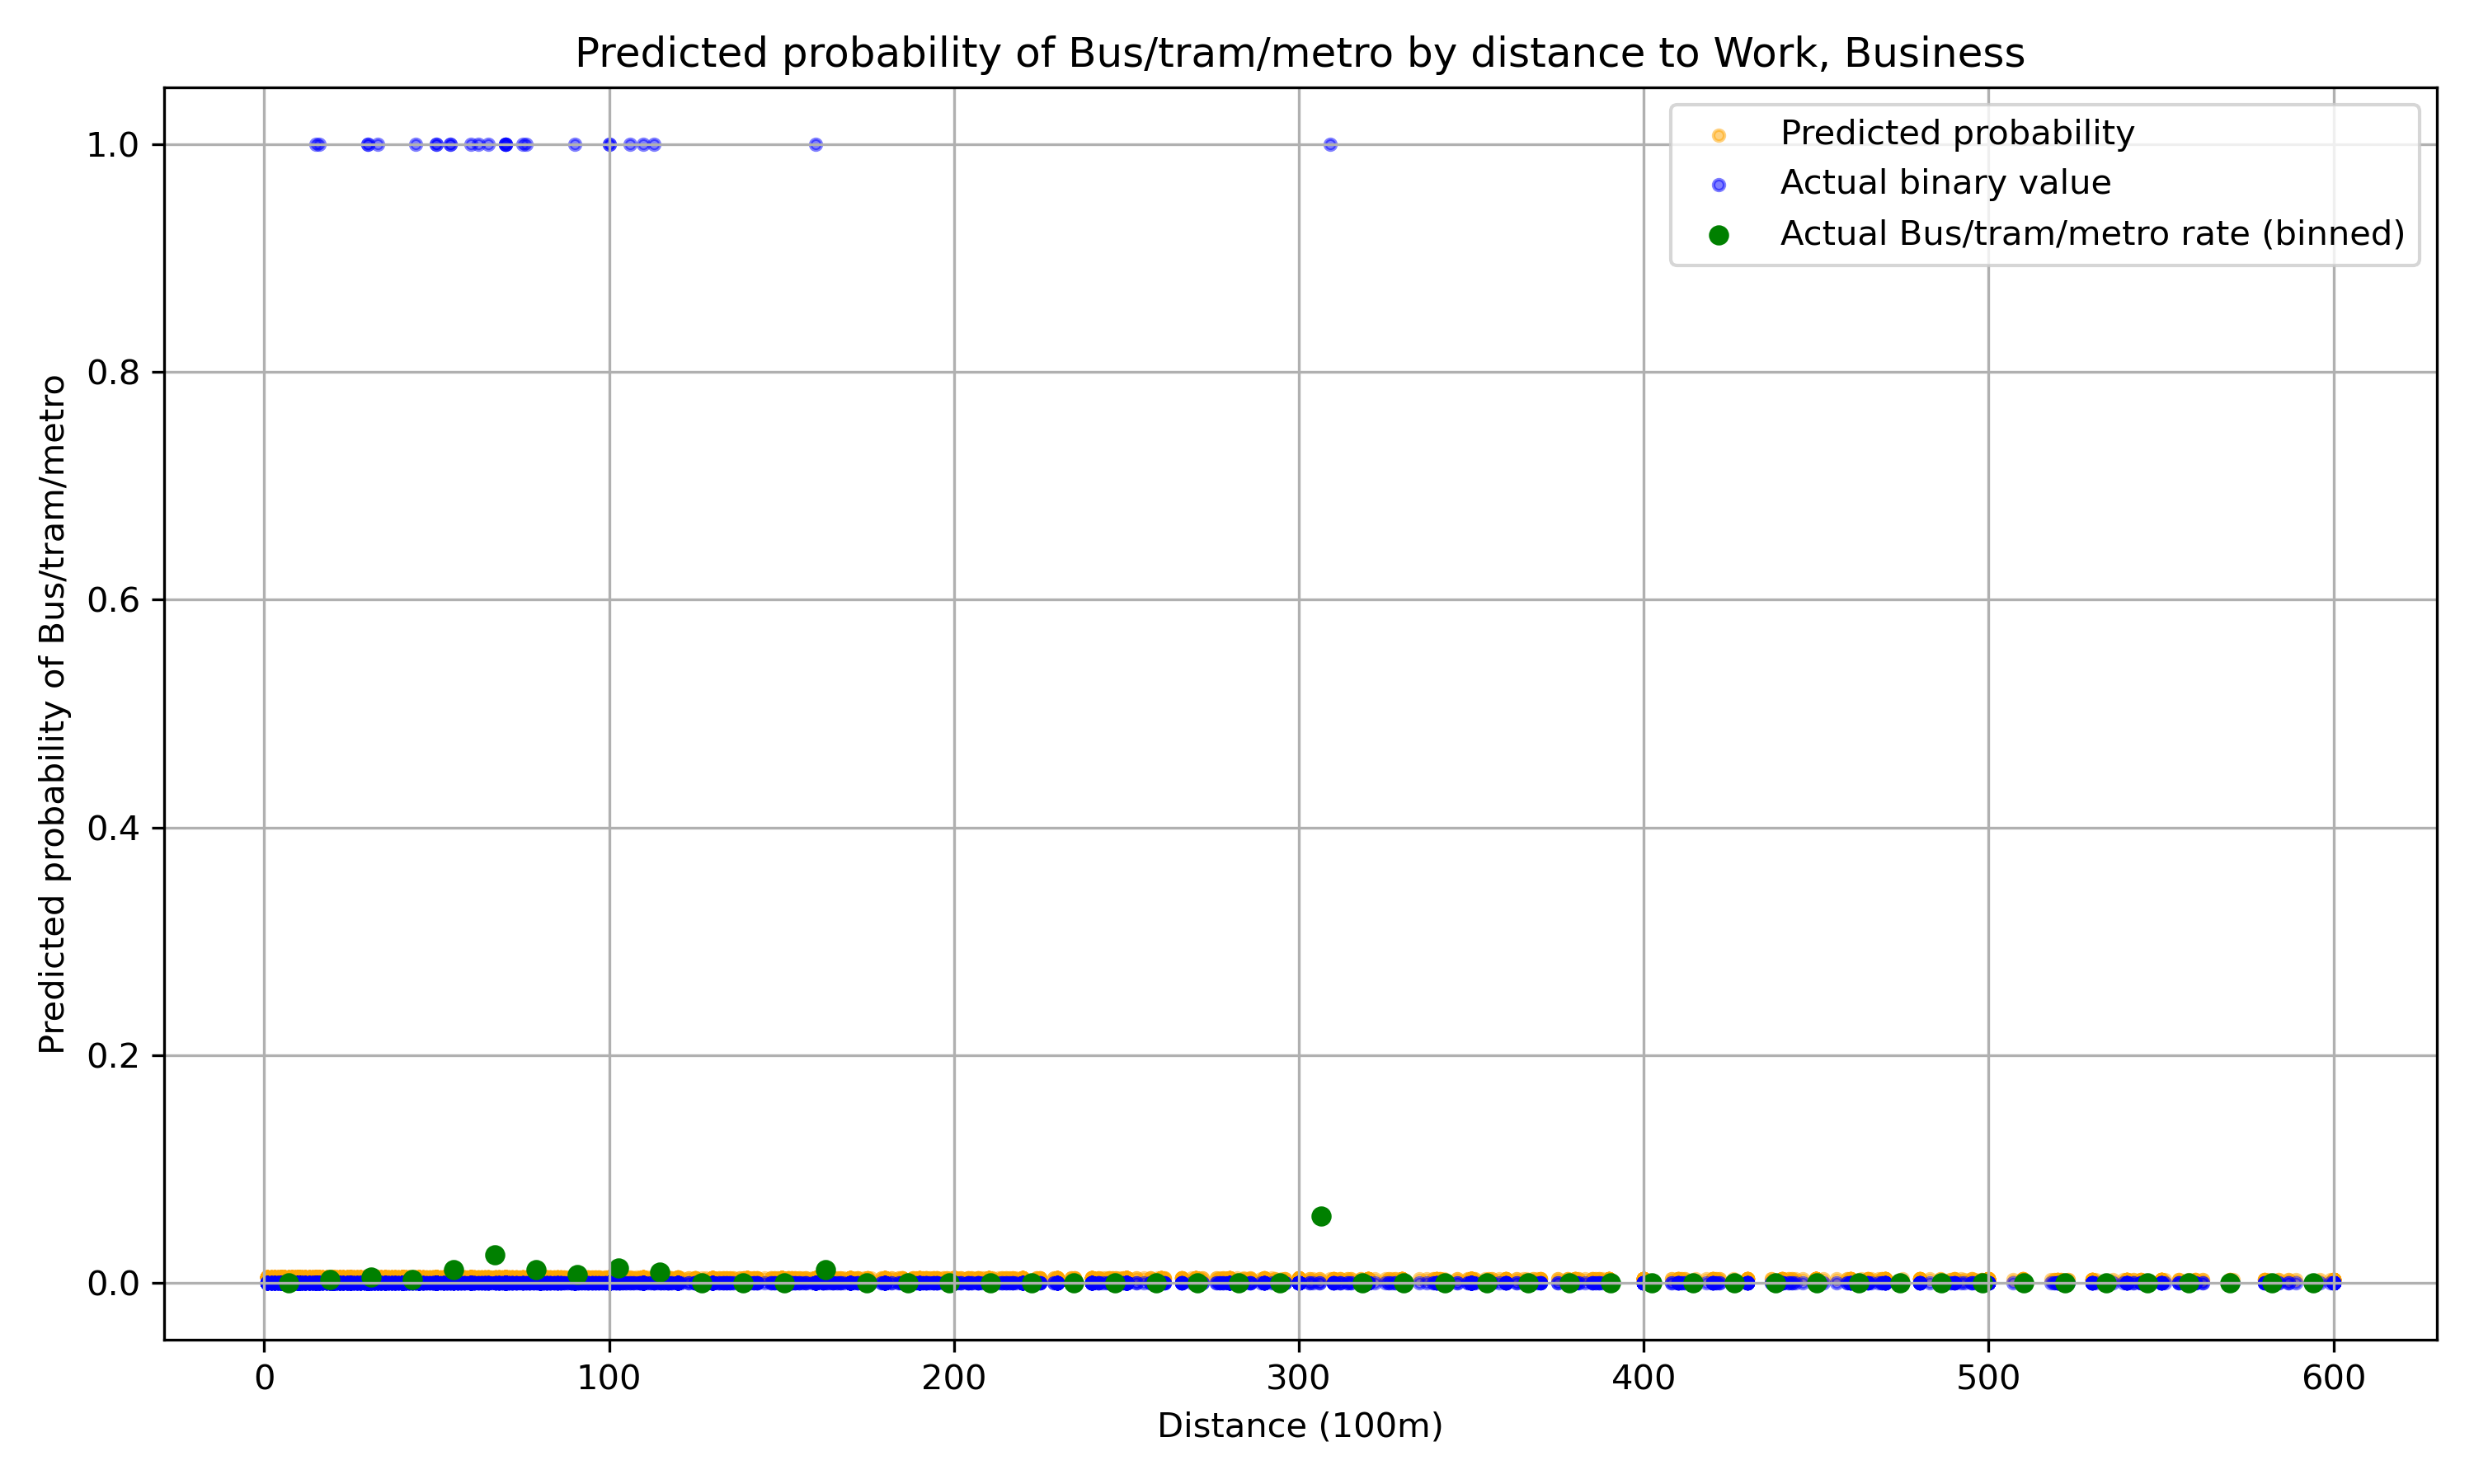 Predicted probability of Bus/tram/metro by distance to Work, Business
Predicted probability
Actual binary value
Actual Bus/tram/metro rate (binned)
Predicted probability of Bus/tram/metro
1.0
0.8
0.6
0.4
0.2
0.0
0 100 200 300 400 500 600
Distance (100m)